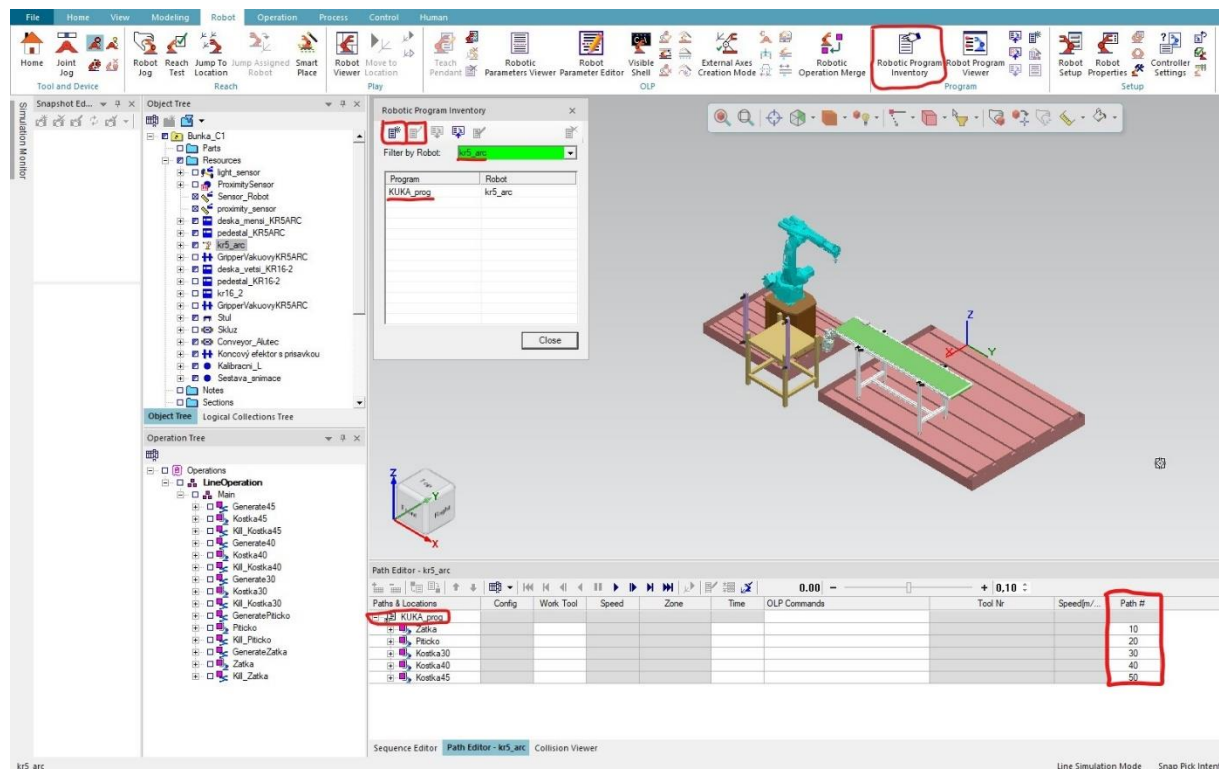 File Home View Modeling Robot Operation Process Control Human
Home Joint Jog Robot Jog Reach Test Jump To Location Jump Assigned Robot Smart Place Robot Viewer Move to Location Teach Pendant Robotic Parameters Viewer Robot Parameter Editor Visible Shell External Axes Creation Mode Robotic Operation Merge Robotic Program Inventory Robot Program Viewer Robot Setup Robot Properties Controller Settings
Tool and Device Reach Play OLP Program Setup
Simulation Monitor
Snapshot Ed...
Object Tree
Bunka_C1
Parts
Resources
light_sensor
ProximitySensor
Sensor_Robot
proximity_sensor
deska_mensi_KR5ARC
pedestal_KR5ARC
kr5_arc
GripperVakuovyKR5ARC
deska_vetsi_KR16-2
pedestal_KR16-2
kr16_2
GripperVakuovyKR5ARC
Stul
Skluz
Conveyor_Alutec
Koncový efektor s prisavkou
Kalibracni_L
Sestava_snimace
Notes
Sections
Object Tree Logical Collections Tree
Operation Tree
Operations
LineOperation
Main
Generate45
Kostka45
Kill_Kostka45
Generate40
Kostka40
Kill_Kostka40
Generate30
Kostka30
Kill_Kostka30
GeneratePiticko
Piticko
Kill_Piticko
GenerateZatka
Zatka
Kill_Zatka
Robotic Program Inventory
Filter by Robot: kr5_arc
Program Robot
KUKA_prog kr5_arc
Close
Z
X Y
Z
Y
Top
Front Right
X
Path Editor - kr5_arc
0.00 0,10
Paths & Locations Config Work Tool Speed Zone Time OLP Commands Tool Nr Speed[m/... Path #
KUKA_prog
Zatka 10
Piticko 20
Kostka30 30
Kostka40 40
Kostka45 50
Sequence Editor Path Editor - kr5_arc Collision Viewer
kr5_arc Line Simulation Mode Snap Pick Intent